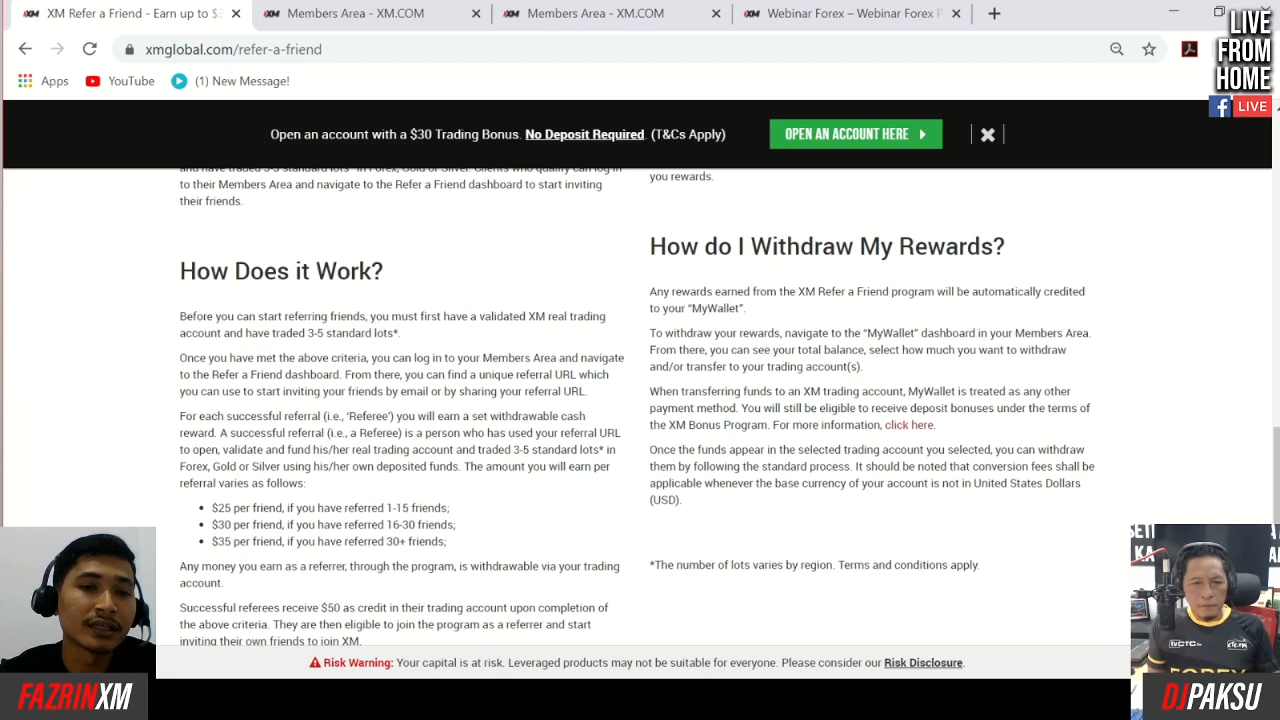 XM Refer a Friend - Earn up to $3
Members Area - XM.COM
Members Area - XM.COM
Webinar Forex – Webinar Forex P
xmglobal.com/refer-a-friend
Apps
YouTube
(1) New Message!
LIVE
FROM
HOME
f LIVE
Open an account with a $30 Trading Bonus. No Deposit Required. (T&Cs Apply)
OPEN AN ACCOUNT HERE
and have traded 3-5 standard lots* in Forex, Gold or Silver. Clients who qualify can log in
to their Members Area and navigate to the Refer a Friend dashboard to start inviting
their friends.
you rewards.
How Does it Work?
Before you can start referring friends, you must first have a validated XM real trading
account and have traded 3-5 standard lots*.
Once you have met the above criteria, you can log in to your Members Area and navigate
to the Refer a Friend dashboard. From there, you can find a unique referral URL which
you can use to start inviting your friends by email or by sharing your referral URL.
For each successful referral (i.e., ‘Referee’) you will earn a set withdrawable cash
reward. A successful referral (i.e., a Referee) is a person who has used your referral URL
to open, validate and fund his/her real trading account and traded 3-5 standard lots* in
Forex, Gold or Silver using his/her own deposited funds. The amount you will earn per
referral varies as follows:
• $25 per friend, if you have referred 1-15 friends;
• $30 per friend, if you have referred 16-30 friends;
• $35 per friend, if you have referred 30+ friends;
Any money you earn as a referrer, through the program, is withdrawable via your trading
account.
Successful referees receive $50 as credit in their trading account upon completion of
the above criteria. They are then eligible to join the program as a referrer and start
inviting their own friends to join XM.
How do I Withdraw My Rewards?
Any rewards earned from the XM Refer a Friend program will be automatically credited
to your “MyWallet”.
To withdraw your rewards, navigate to the “MyWallet” dashboard in your Members Area.
From there, you can see your total balance, select how much you want to withdraw
and/or transfer to your trading account(s).
When transferring funds to an XM trading account, MyWallet is treated as any other
payment method. You will still be eligible to receive deposit bonuses under the terms of
the XM Bonus Program. For more information, click here.
Once the funds appear in the selected trading account you selected, you can withdraw
them by following the standard process. It should be noted that conversion fees shall be
applicable whenever the base currency of your account is not in United States Dollars
(USD).
*The number of lots varies by region. Terms and conditions apply.
Risk Warning: Your capital is at risk. Leveraged products may not be suitable for everyone. Please consider our Risk Disclosure.
FAZRINXM
DJPAKSU